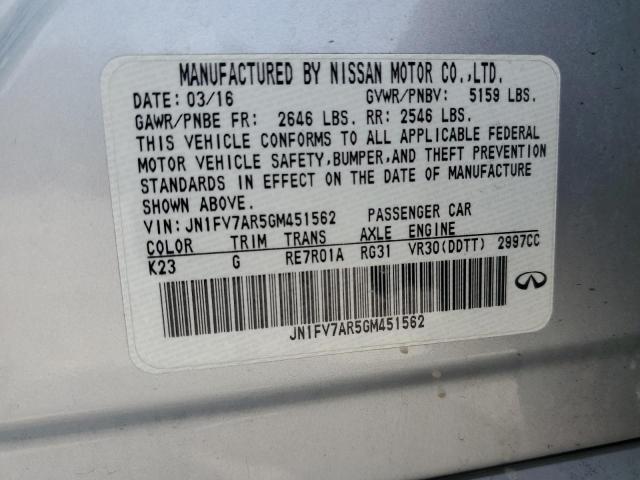 MANUFACTURED BY NISSAN MOTOR CO.,LTD.
DATE: 03/16 GVWR/PNBV: 5159 LBS.
GAWR/PNBE FR: 2646 LBS. RR: 2546 LBS.
THIS VEHICLE CONFORMS TO ALL APPLICABLE FEDERAL
MOTOR VEHICLE SAFETY,BUMPER,AND THEFT PREVENTION
STANDARDS IN EFFECT ON THE DATE OF MANUFACTURE
SHOWN ABOVE.
VIN: JN1FV7AR5GM451562 PASSENGER CAR
COLOR TRIM TRANS AXLE ENGINE
K23 G RE7R01A RG31 VR30(DDTT) 2997CC
JN1FV7AR5GM451562